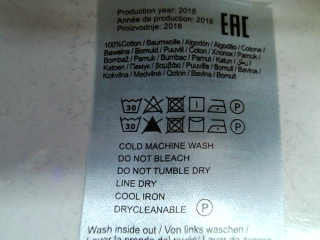 Production year: 2018
Année de production: 2018
Proizvodnje: 2018
EAC
100%Cotton / Baumwolle / Algodón / Algodão / Cotone /
Bawełna / Bomuld / Puuvill / Coton / Хлопок / Pamuk /
Bombaž / Pamuk / Bumbac / Pamut / Katun /
Katoen / Памук / βαμβάκι / Puuvilla / Bomull / Bavlna /
Kokvilna / Medvilnė / Qoton / Bavlna / Bomull
30 P
30 P
COLD MACHINE WASH
DO NOT BLEACH
DO NOT TUMBLE DRY
LINE DRY
COOL IRON
DRYCLEANABLE P
Wash inside out / Von links waschen /